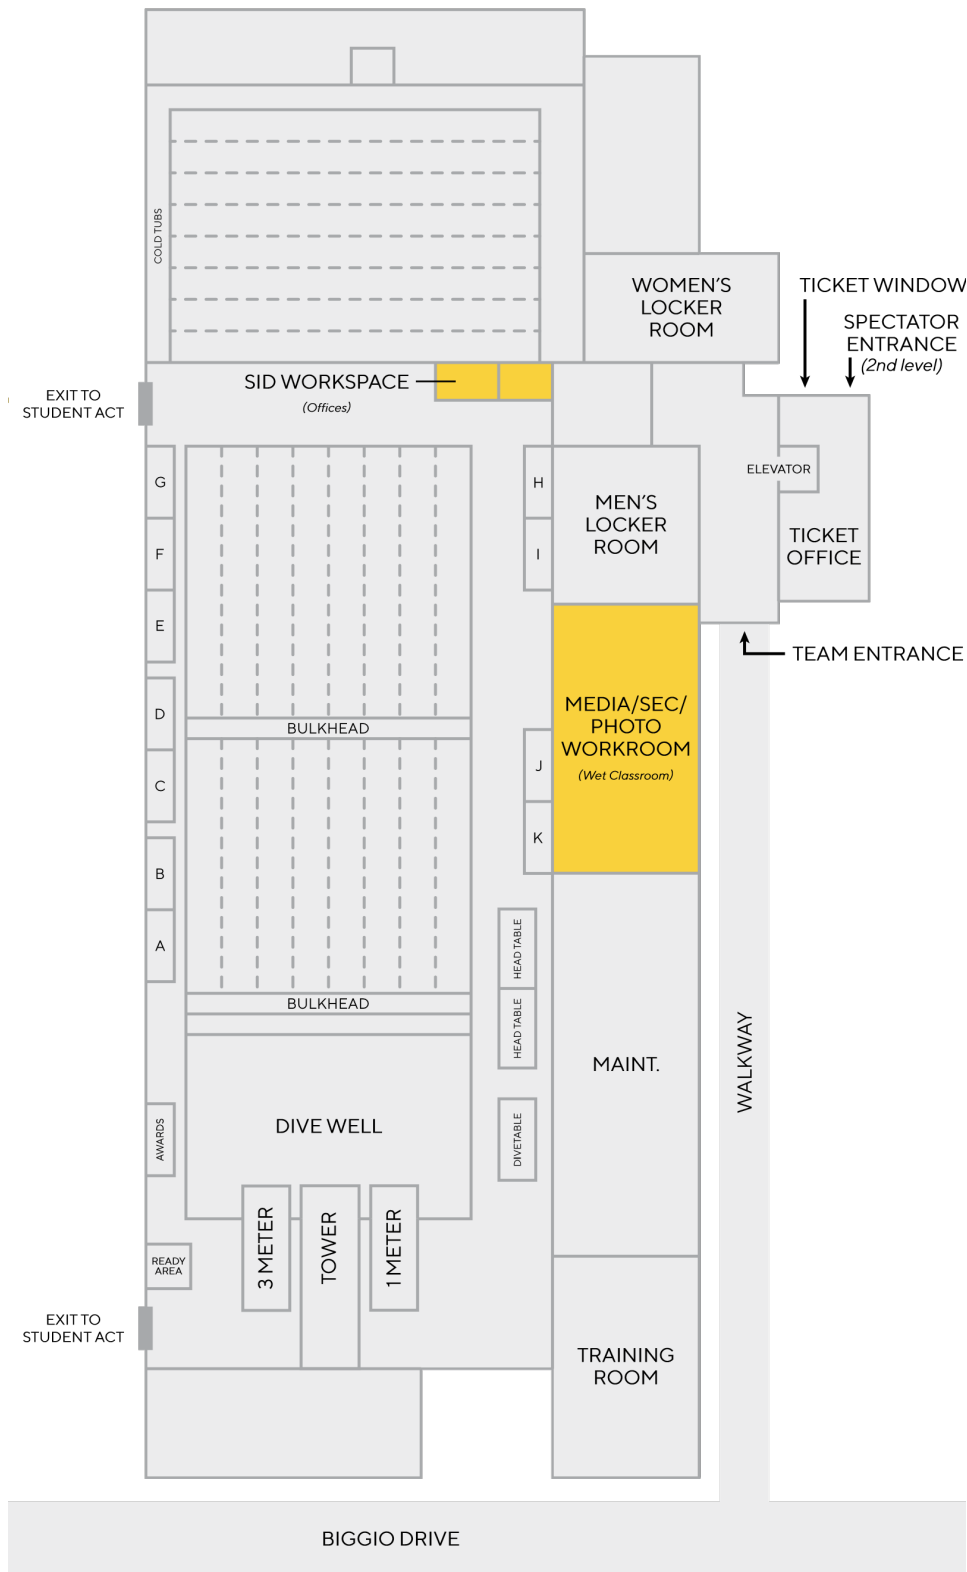 COLD TUBS
WOMEN'S
LOCKER
ROOM
TICKET WINDOW
SPECTATOR
ENTRANCE
(2nd level)
SID WORKSPACE
(Offices)
EXIT TO
STUDENT ACT
G
F
E
D
C
B
A
H
I
J
K
MEN'S
LOCKER
ROOM
ELEVATOR
TICKET
OFFICE
TEAM ENTRANCE
MEDIA/SEC/
PHOTO
WORKROOM
(Wet Classroom)
BULKHEAD
BULKHEAD
HEAD TABLE
HEAD TABLE
DIVETABLE
MAINT.
WALKWAY
AWARDS
DIVE WELL
3 METER
TOWER
1 METER
READY
AREA
EXIT TO
STUDENT ACT
TRAINING
ROOM
BIGGIO DRIVE